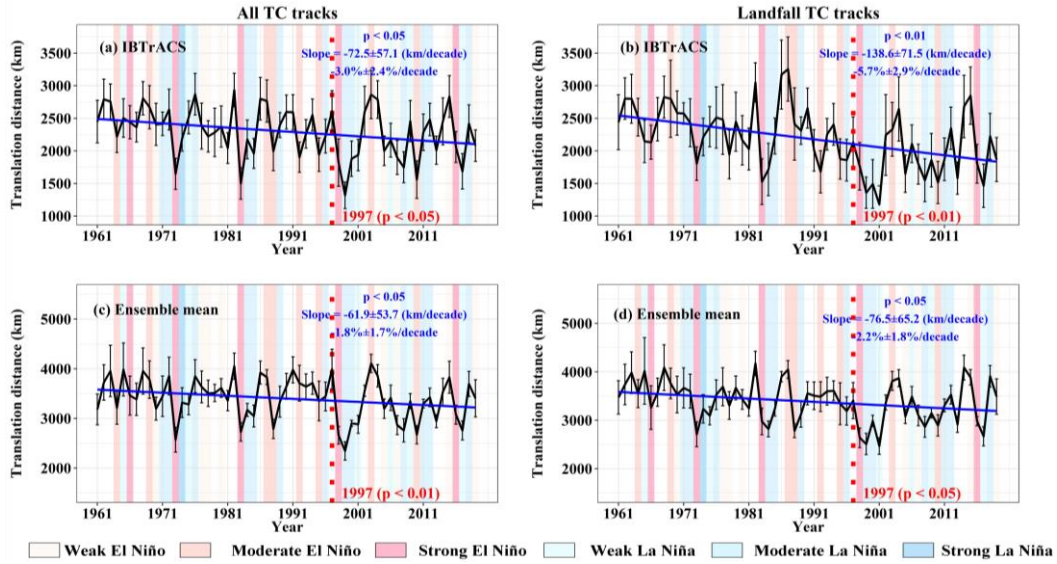 All TC tracks
Landfall TC tracks
(a) IBTrACS
p < 0.05
Slope = -72.5±57.1 (km/decade)
-3.0%±2.4%/decade
1997 (p < 0.05)
Translation distance (km)
3500
3000
2500
2000
1500
1000
1961
1971
1981
1991
2001
2011
Year
(b) IBTrACS
p < 0.01
Slope = -138.6±71.5 (km/decade)
-5.7%±2.9%/decade
1997 (p < 0.01)
Translation distance (km)
3500
3000
2500
2000
1500
1000
1961
1971
1981
1991
2001
2011
Year
(c) Ensemble mean
p < 0.05
Slope = -61.9±53.7 (km/decade)
-1.8%±1.7%/decade
1997 (p < 0.01)
Translation distance (km)
5000
4000
3000
2000
1961
1971
1981
1991
2001
2011
Year
(d) Ensemble mean
p < 0.05
Slope = -76.5±65.2 (km/decade)
-2.2%±1.8%/decade
1997 (p < 0.05)
Translation distance (km)
5000
4000
3000
2000
1961
1971
1981
1991
2001
2011
Year
Weak El Niño
Moderate El Niño
Strong El Niño
Weak La Niña
Moderate La Niña
Strong La Niña